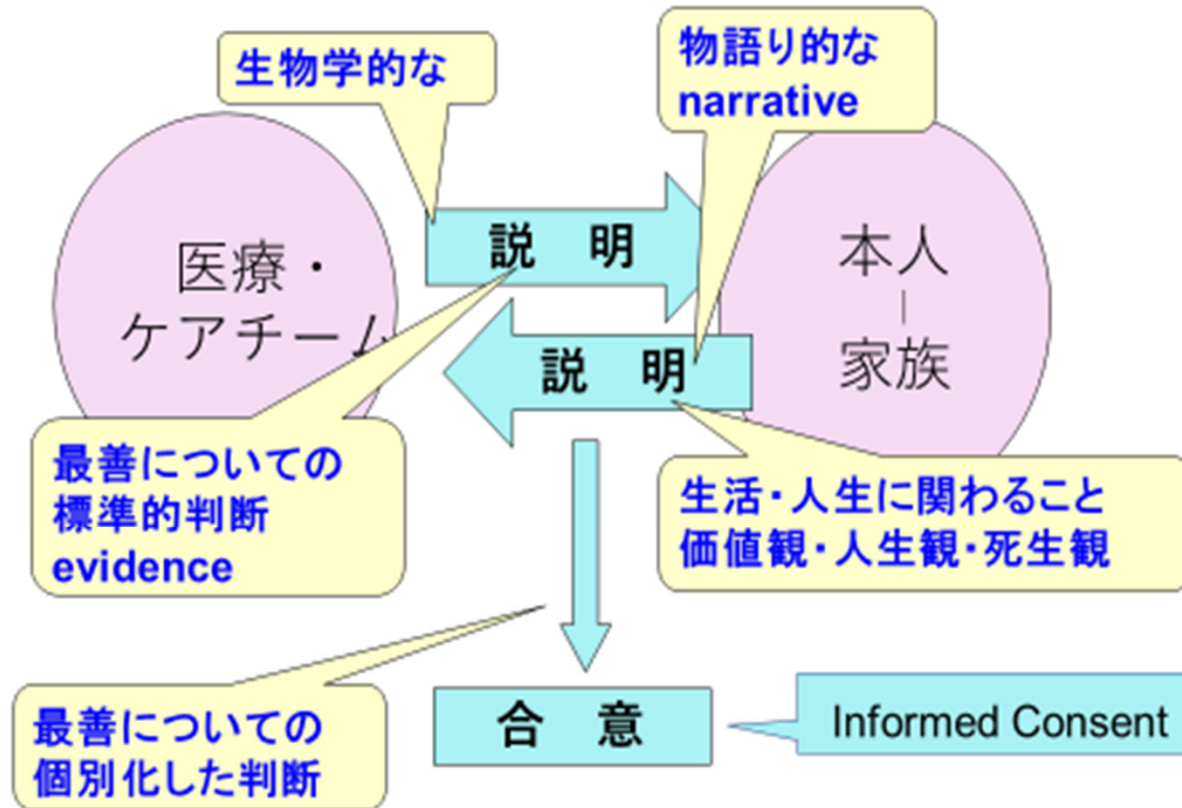 生物学的な
物語り的な
narrative
医療・
ケアチーム
説　明
本人
|
家族
説　明
最善についての
標準的判断
evidence
生活・人生に関わること
価値観・人生観・死生観
最善についての
個別化した判断
合　意
Informed Consent